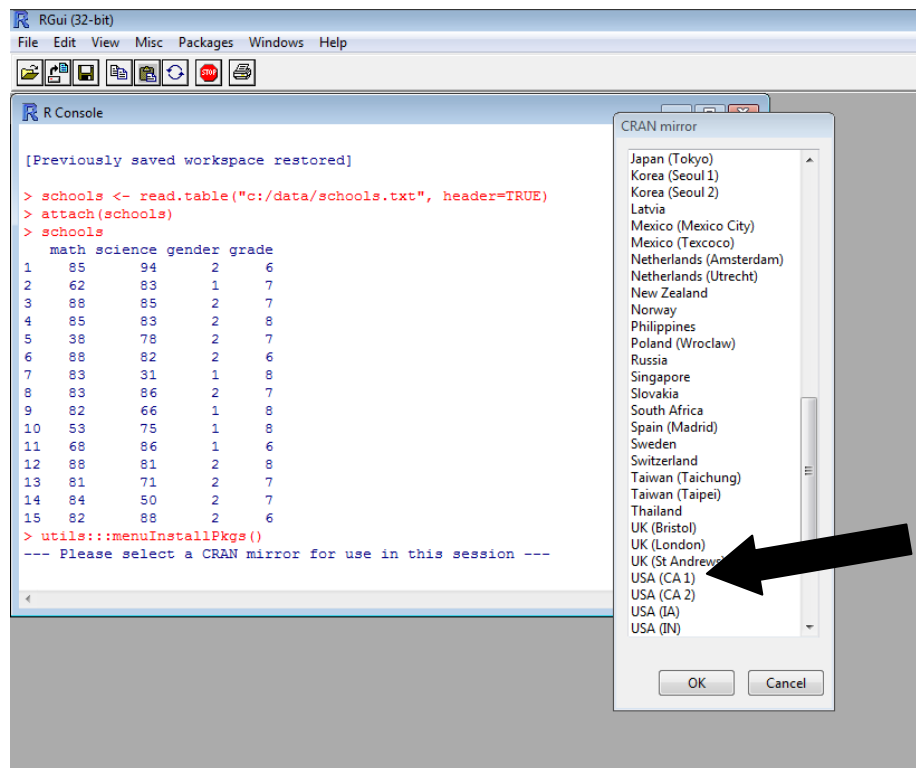 RGui (32-bit)
File Edit View Misc Packages Windows Help
STOP
R Console
[Previously saved workspace restored]
> schools <- read.table("c:/data/schools.txt", header=TRUE)
> attach(schools)
> schools
math science gender grade
1 85 94 2 6
2 62 83 1 7
3 88 85 2 7
4 85 83 2 8
5 38 78 2 7
6 88 82 2 6
7 83 31 1 8
8 83 86 2 7
9 82 66 1 8
10 53 75 1 8
11 68 86 1 6
12 88 81 2 8
13 81 71 2 7
14 84 50 2 7
15 82 88 2 6
> utils:::menuInstallPkgs()
--- Please select a CRAN mirror for use in this session ---
CRAN mirror
Japan (Tokyo)
Korea (Seoul 1)
Korea (Seoul 2)
Latvia
Mexico (Mexico City)
Mexico (Texcoco)
Netherlands (Amsterdam)
Netherlands (Utrecht)
New Zealand
Norway
Philippines
Poland (Wroclaw)
Russia
Singapore
Slovakia
South Africa
Spain (Madrid)
Sweden
Switzerland
Taiwan (Taichung)
Taiwan (Taipei)
Thailand
UK (Bristol)
UK (London)
UK (St Andrews
USA (CA 1)
USA (CA 2)
USA (IA)
USA (IN)
OK Cancel